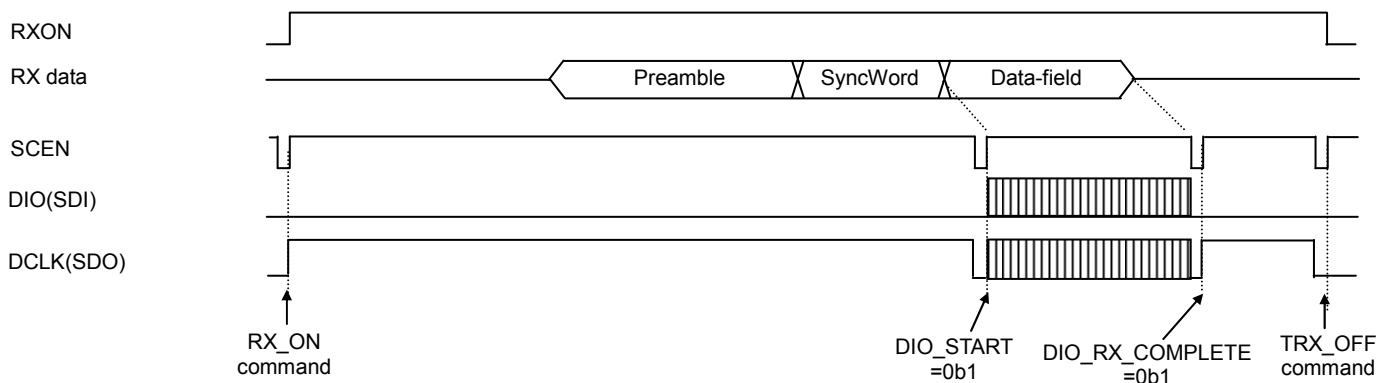 RXON
RX data
Preamble
SyncWord
Data-field
SCEN
DIO(SDI)
DCLK(SDO)
RX_ON
command
DIO_START
=0b1
DIO_RX_COMPLETE
=0b1
TRX_OFF
command